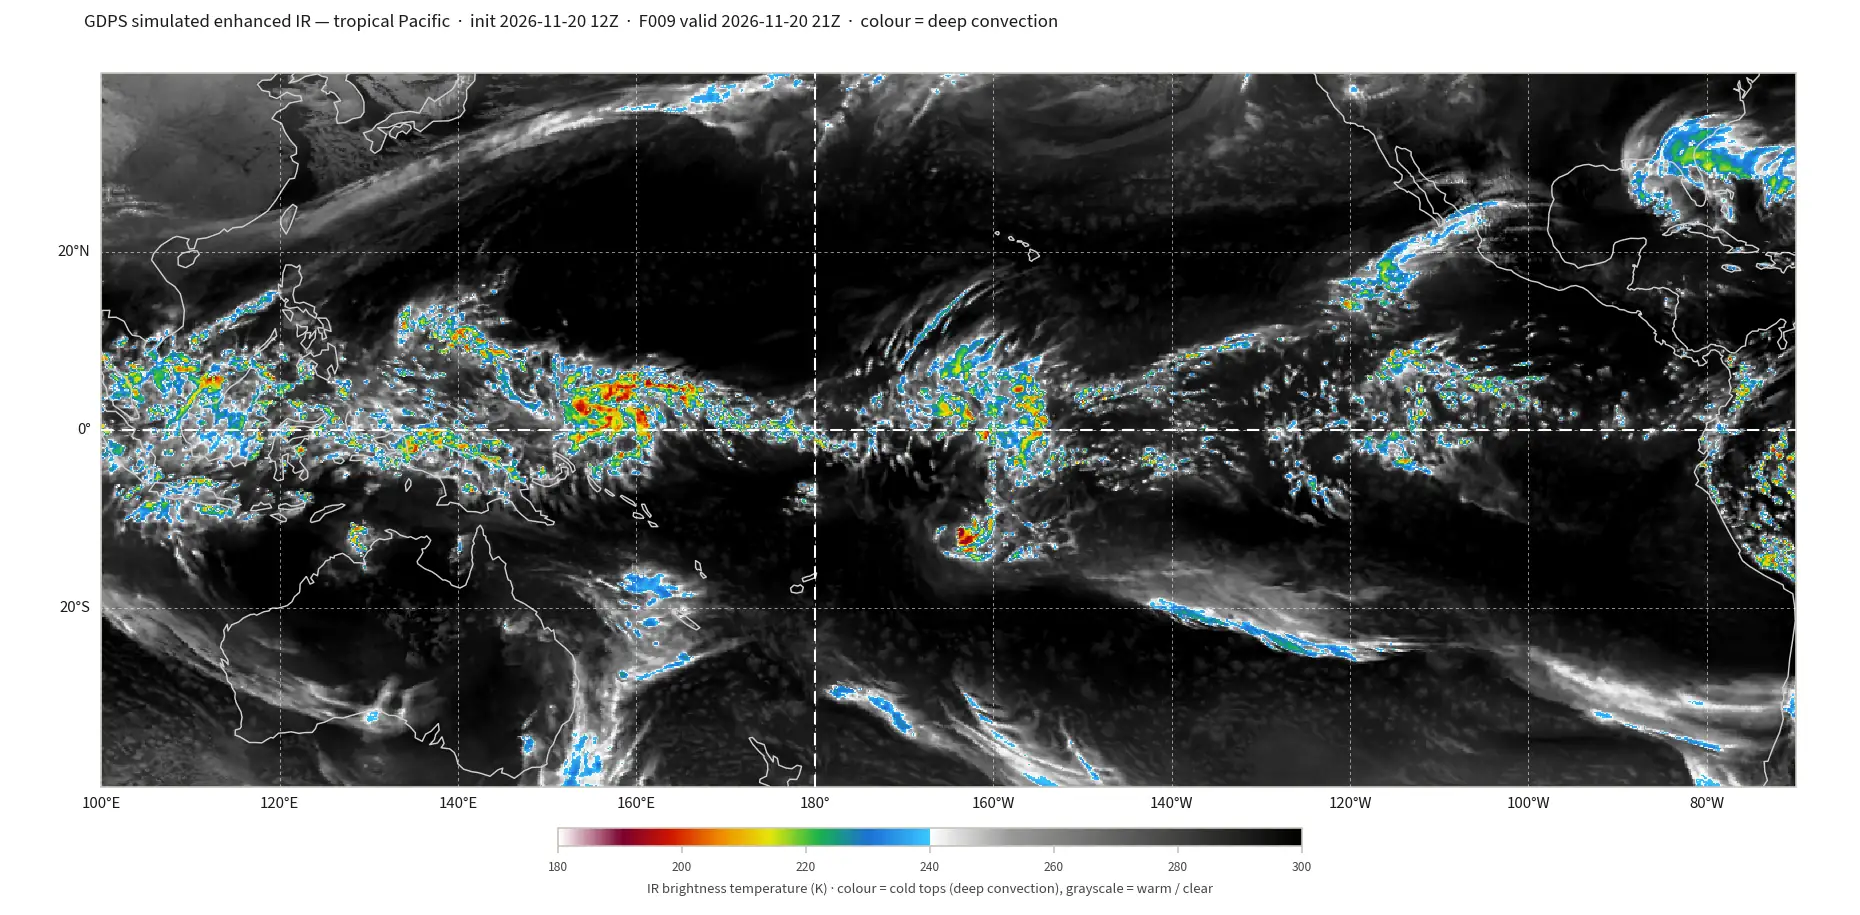 GDPS simulated enhanced IR — tropical Pacific · init 2026-11-20 12Z · F009 valid 2026-11-20 21Z · colour = deep convection
20°N
0°
20°S
100°E 120°E 140°E 160°E 180° 160°W 140°W 120°W 100°W 80°W
180 200 220 240 260 280 300
IR brightness temperature (K) · colour = cold tops (deep convection), grayscale = warm / clear